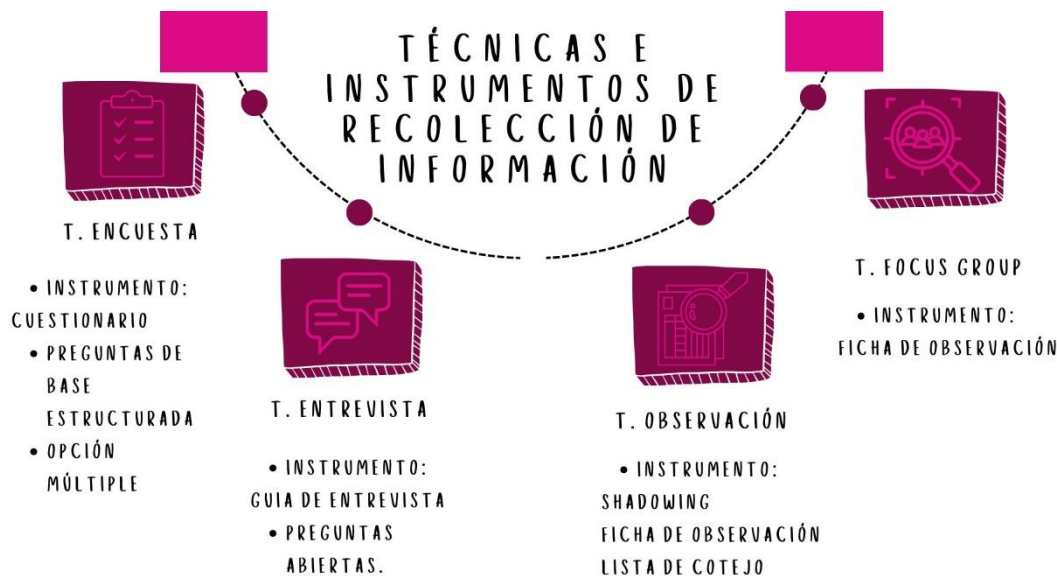 TÉCNICAS E
INSTRUMENTOS DE
RECOLECCIÓN DE
INFORMACIÓN
T. ENCUESTA
• INSTRUMENTO:
CUESTIONARIO
• PREGUNTAS DE
BASE
ESTRUCTURADA
• OPCIÓN
MÚLTIPLE
T. ENTREVISTA
• INSTRUMENTO:
GUIA DE ENTREVISTA
• PREGUNTAS
ABIERTAS.
T. OBSERVACIÓN
• INSTRUMENTO:
SHADOWING
FICHA DE OBSERVACIÓN
LISTA DE COTEJO
T. FOCUS GROUP
• INSTRUMENTO:
FICHA DE OBSERVACIÓN